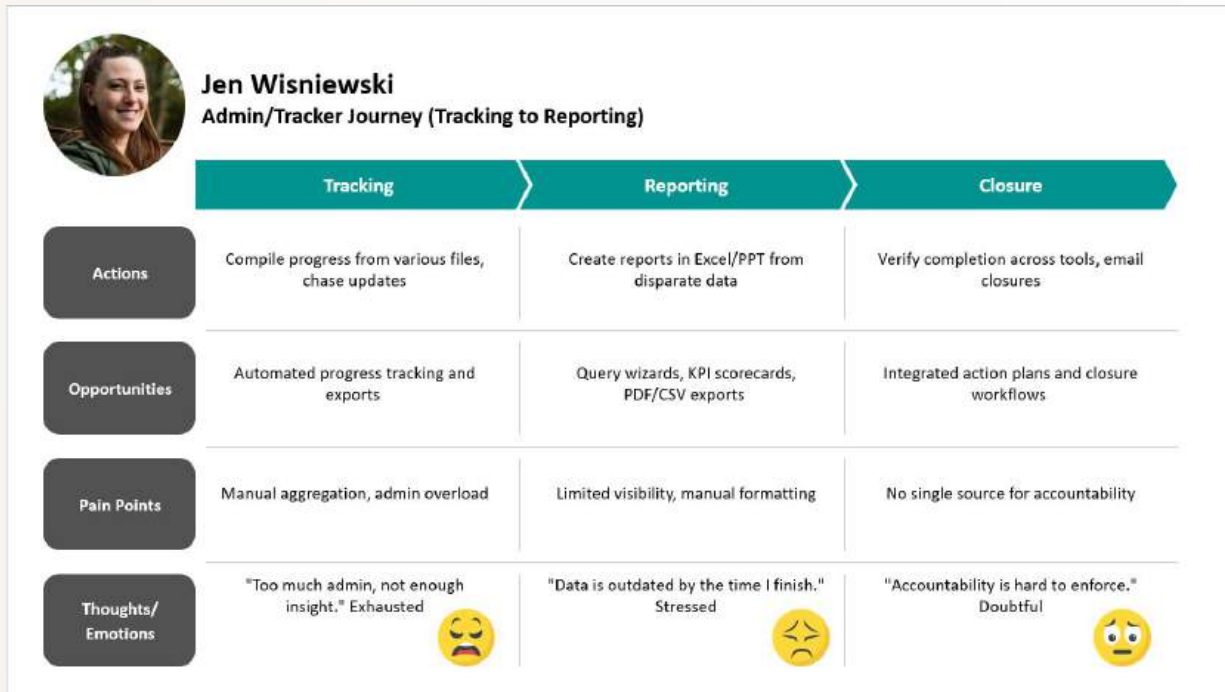 Jen Wisniewski
Admin/Tracker Journey (Tracking to Reporting)
Tracking
Reporting
Closure
Actions
Compile progress from various files,
chase updates
Create reports in Excel/PPT from
disparate data
Verify completion across tools, email
closures
Opportunities
Automated progress tracking and
exports
Query wizards, KPI scorecards,
PDF/CSV exports
Integrated action plans and closure
workflows
Pain Points
Manual aggregation, admin overload
Limited visibility, manual formatting
No single source for accountability
Thoughts/
Emotions
"Too much admin, not enough
insight." Exhausted
"Data is outdated by the time I finish."
Stressed
"Accountability is hard to enforce."
Doubtful